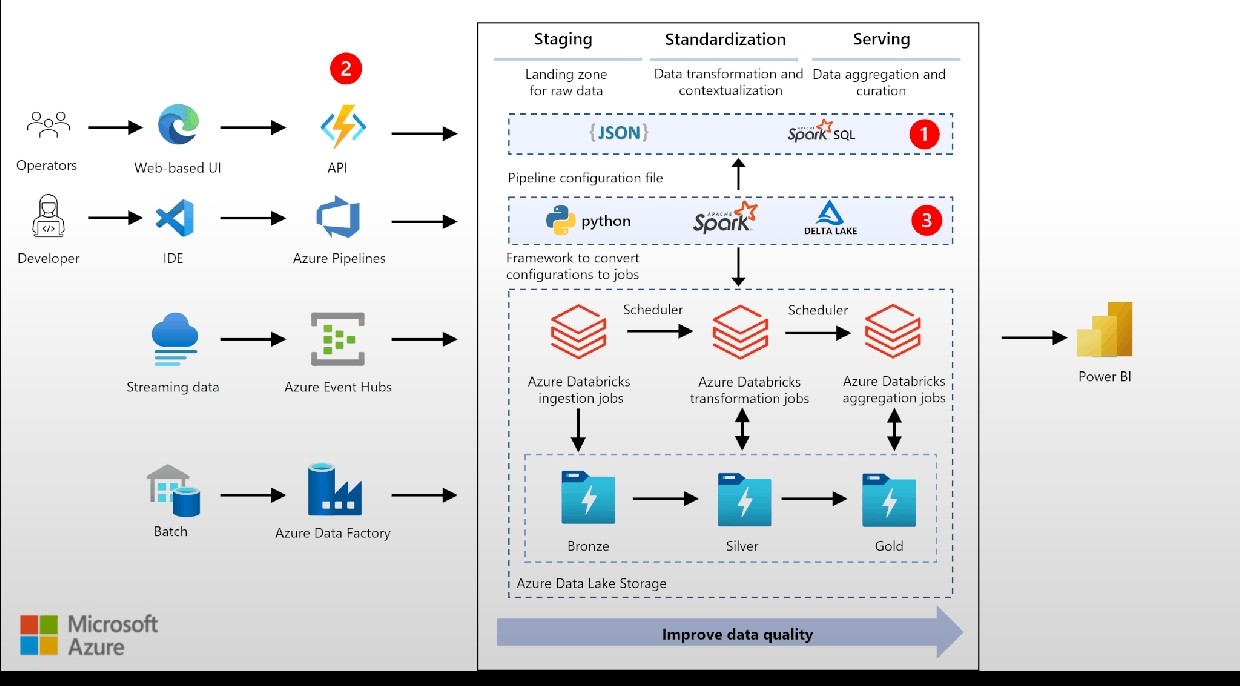 Staging
Standardization
Serving
Landing zone
for raw data
Data transformation and
contextualization
Data aggregation and
curation
2
Operators
Web-based UI
API
{JSON}
APACHE
Spark SQL
1
Pipeline configuration file
Developer
IDE
Azure Pipelines
python
APACHE
Spark
DELTA LAKE
3
Framework to convert
configurations to jobs
Streaming data
Azure Event Hubs
Scheduler
Scheduler
Azure Databricks
ingestion jobs
Azure Databricks
transformation jobs
Azure Databricks
aggregation jobs
Power BI
Batch
Azure Data Factory
Bronze
Silver
Gold
Azure Data Lake Storage
Improve data quality
Microsoft
Azure